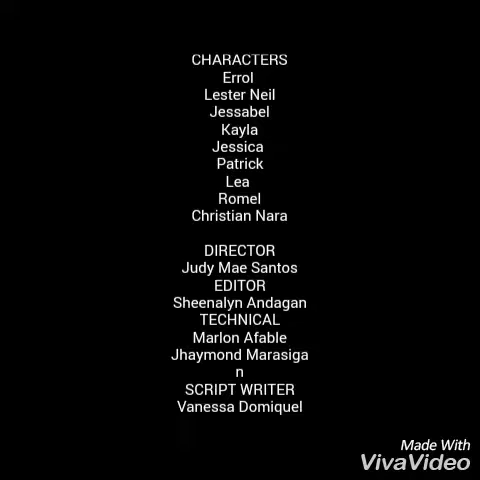 CHARACTERS
Errol
Lester Neil
Jessabel
Kayla
Jessica
Patrick
Lea
Romel
Christian Nara
DIRECTOR
Judy Mae Santos
EDITOR
Sheenalyn Andagan
TECHNICAL
Marlon Afable
Jhaymond Marasiga
n
SCRIPT WRITER
Vanessa Domiquel
Made With
VivaVideo